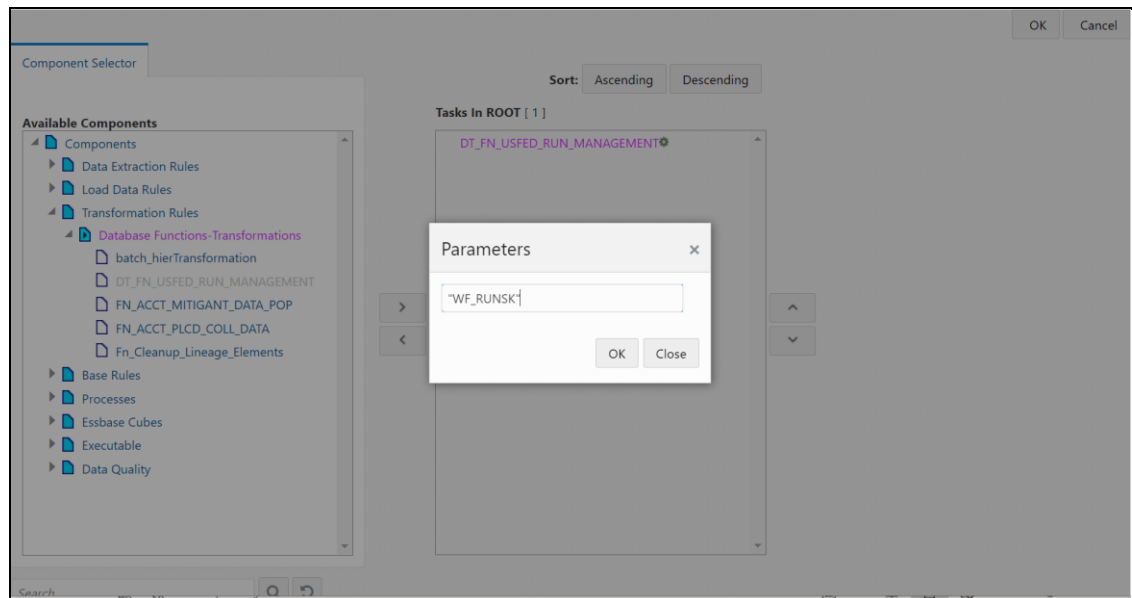 OK Cancel
Component Selector
Sort: Ascending Descending
Available Components
Tasks In ROOT [ 1 ]
Components
Data Extraction Rules
Load Data Rules
Transformation Rules
Database Functions-Transformations
batch_hierTransformation
DT_FN_USFED_RUN_MANAGEMENT
FN_ACCT_MITIGANT_DATA_POP
FN_ACCT_PLCD_COLL_DATA
Fn_Cleanup_Lineage_Elements
Base Rules
Processes
Essbase Cubes
Executable
Data Quality
DT_FN_USFED_RUN_MANAGEMENT
Parameters ×
"WF_RUNSK"
OK Close
Search